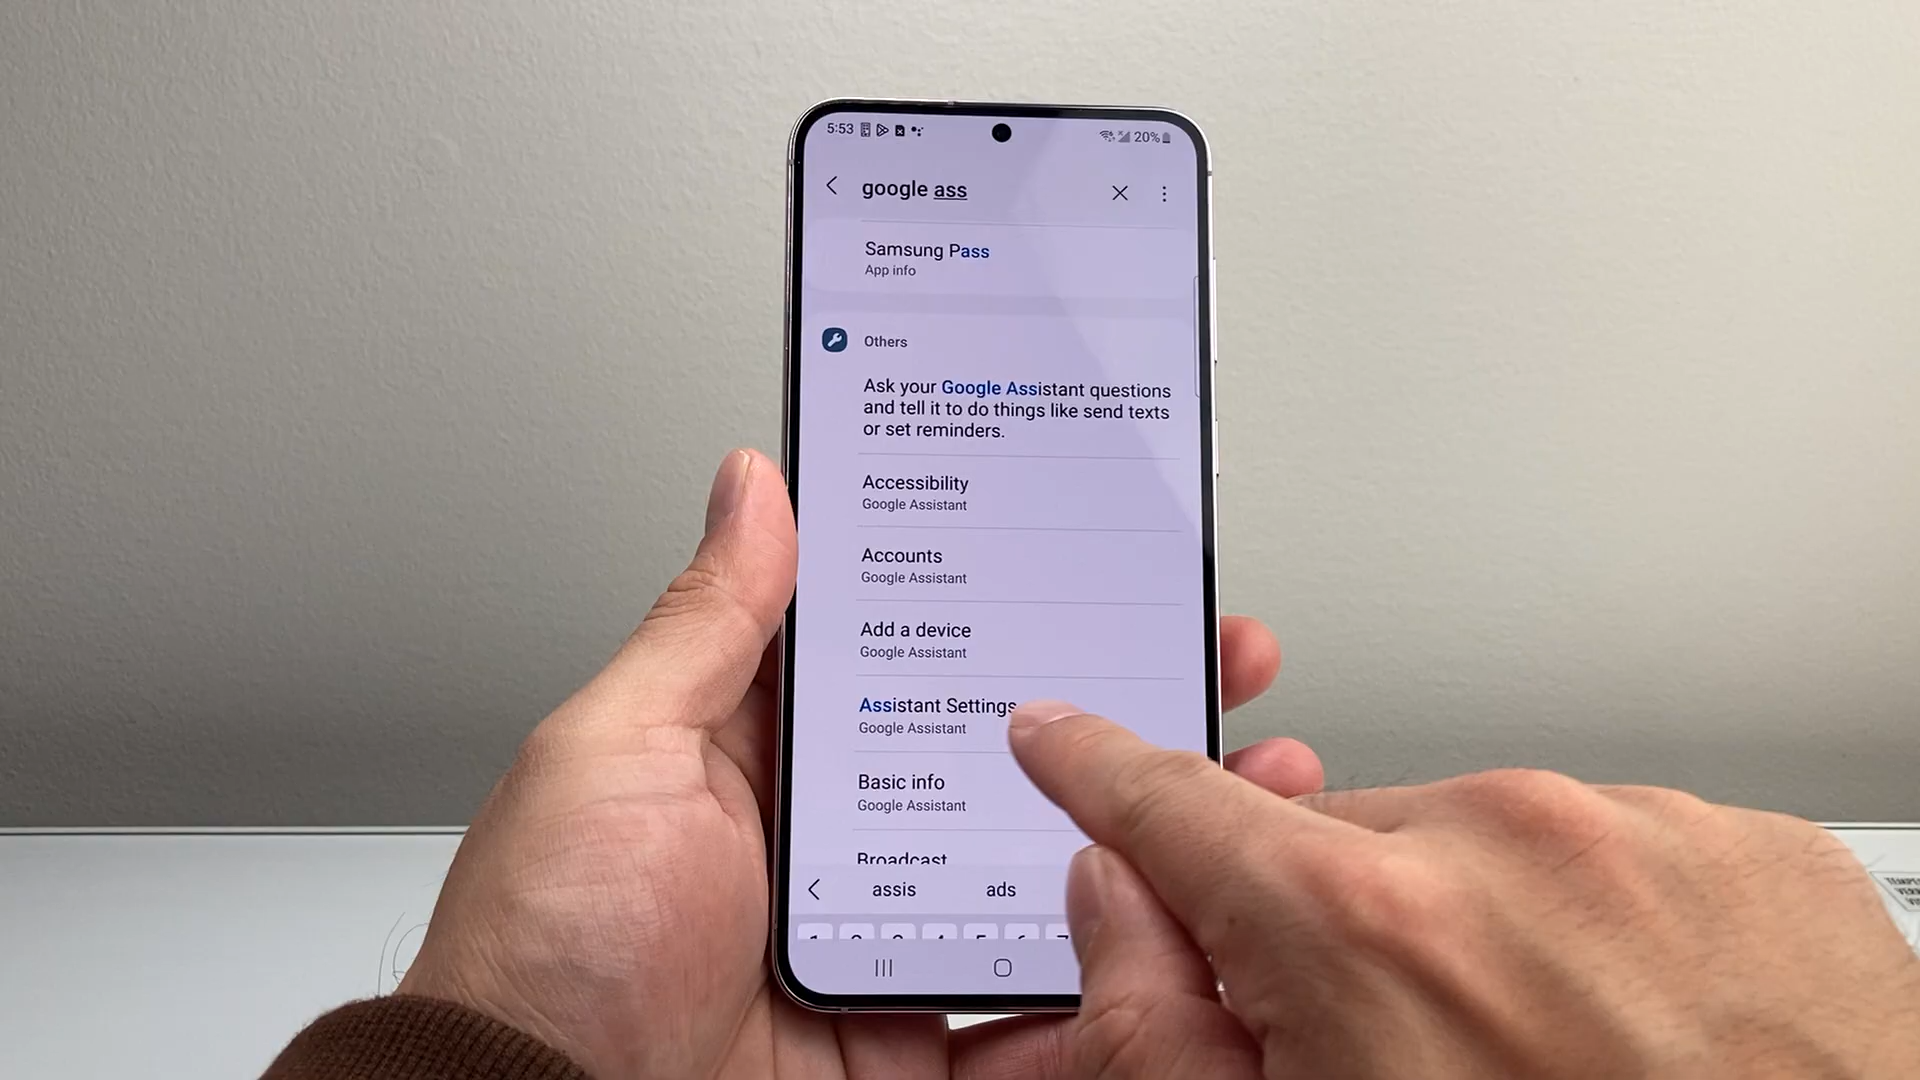 5:53
20%
google ass
Samsung Pass
App info
Others
Ask your Google Assistant questions
and tell it to do things like send texts
or set reminders.
Accessibility
Google Assistant
Accounts
Google Assistant
Add a device
Google Assistant
Assistant Settings
Google Assistant
Basic info
Google Assistant
Broadcast
assis ads